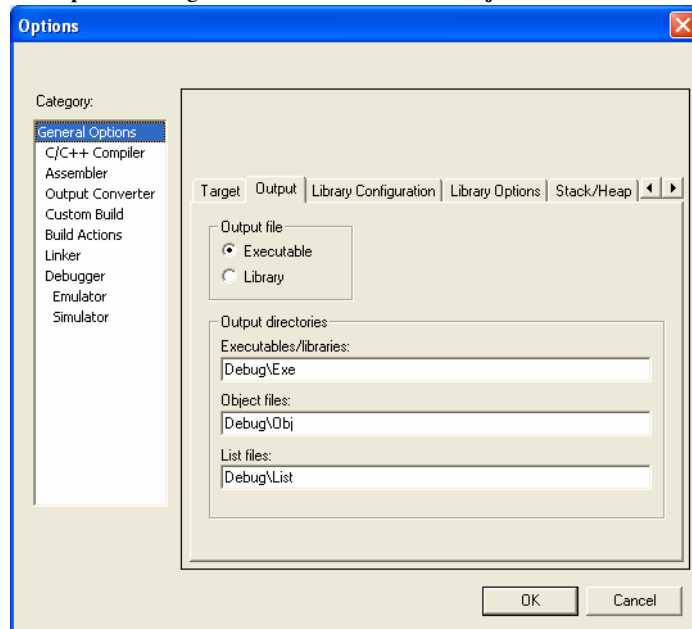 Options
Category:
General Options
C/C++ Compiler
Assembler
Output Converter
Custom Build
Build Actions
Linker
Debugger
Emulator
Simulator
Target Output Library Configuration Library Options Stack/Heap
Output file
Executable
Library
Output directories
Executables/libraries:
Debug\Exe
Object files:
Debug\Obj
List files:
Debug\List
OK Cancel